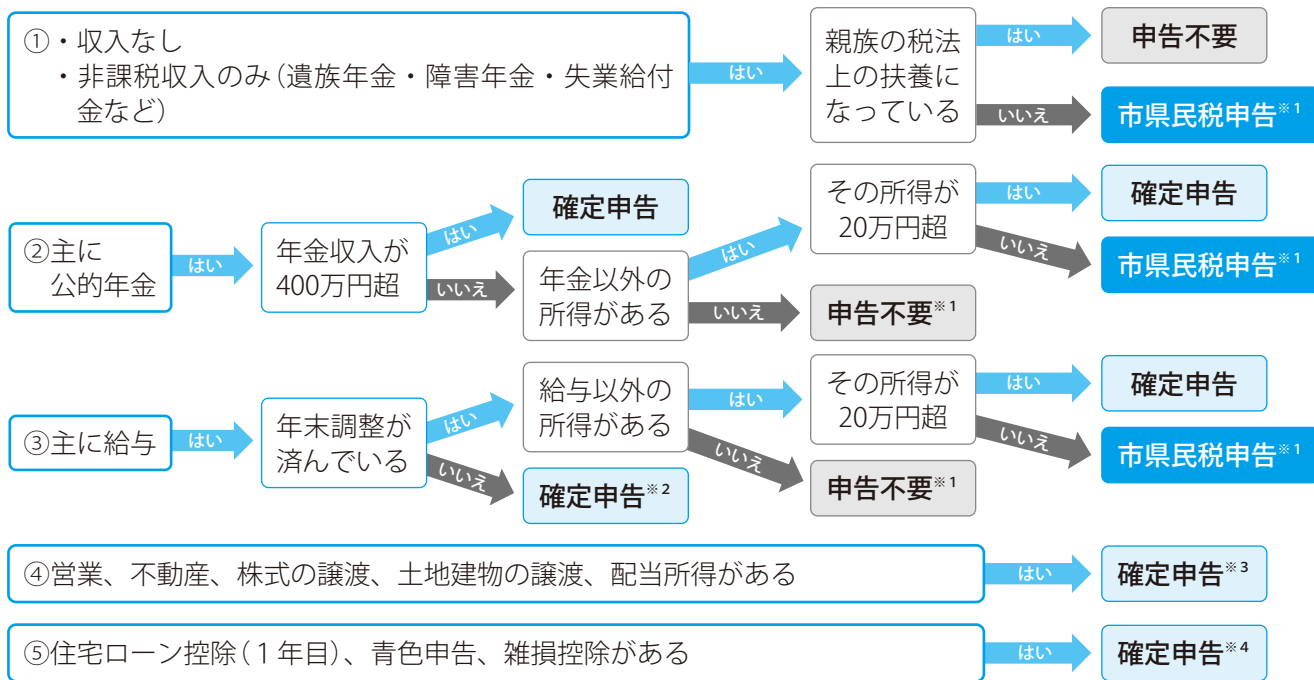 ①・収入なし
・非課税収入のみ（遺族年金・障害年金・失業給付
金など）
はい
親族の税法
上の扶養に
なっている
はい
申告不要
いいえ
市県民税申告※1
②主に
公的年金
はい
年金収入が
400万円超
はい
確定申告
いいえ
年金以外の
所得がある
はい
その所得が
20万円超
はい
確定申告
いいえ
市県民税申告※1
いいえ
申告不要※1
③主に給与
はい
年末調整が
済んでいる
はい
給与以外の
所得がある
はい
その所得が
20万円超
はい
確定申告
いいえ
市県民税申告※1
いいえ
申告不要※1
いいえ
確定申告※2
④営業、不動産、株式の譲渡、土地建物の譲渡、配当所得がある
はい
確定申告※3
⑤住宅ローン控除（1年目）、青色申告、雑損控除がある
はい
確定申告※4